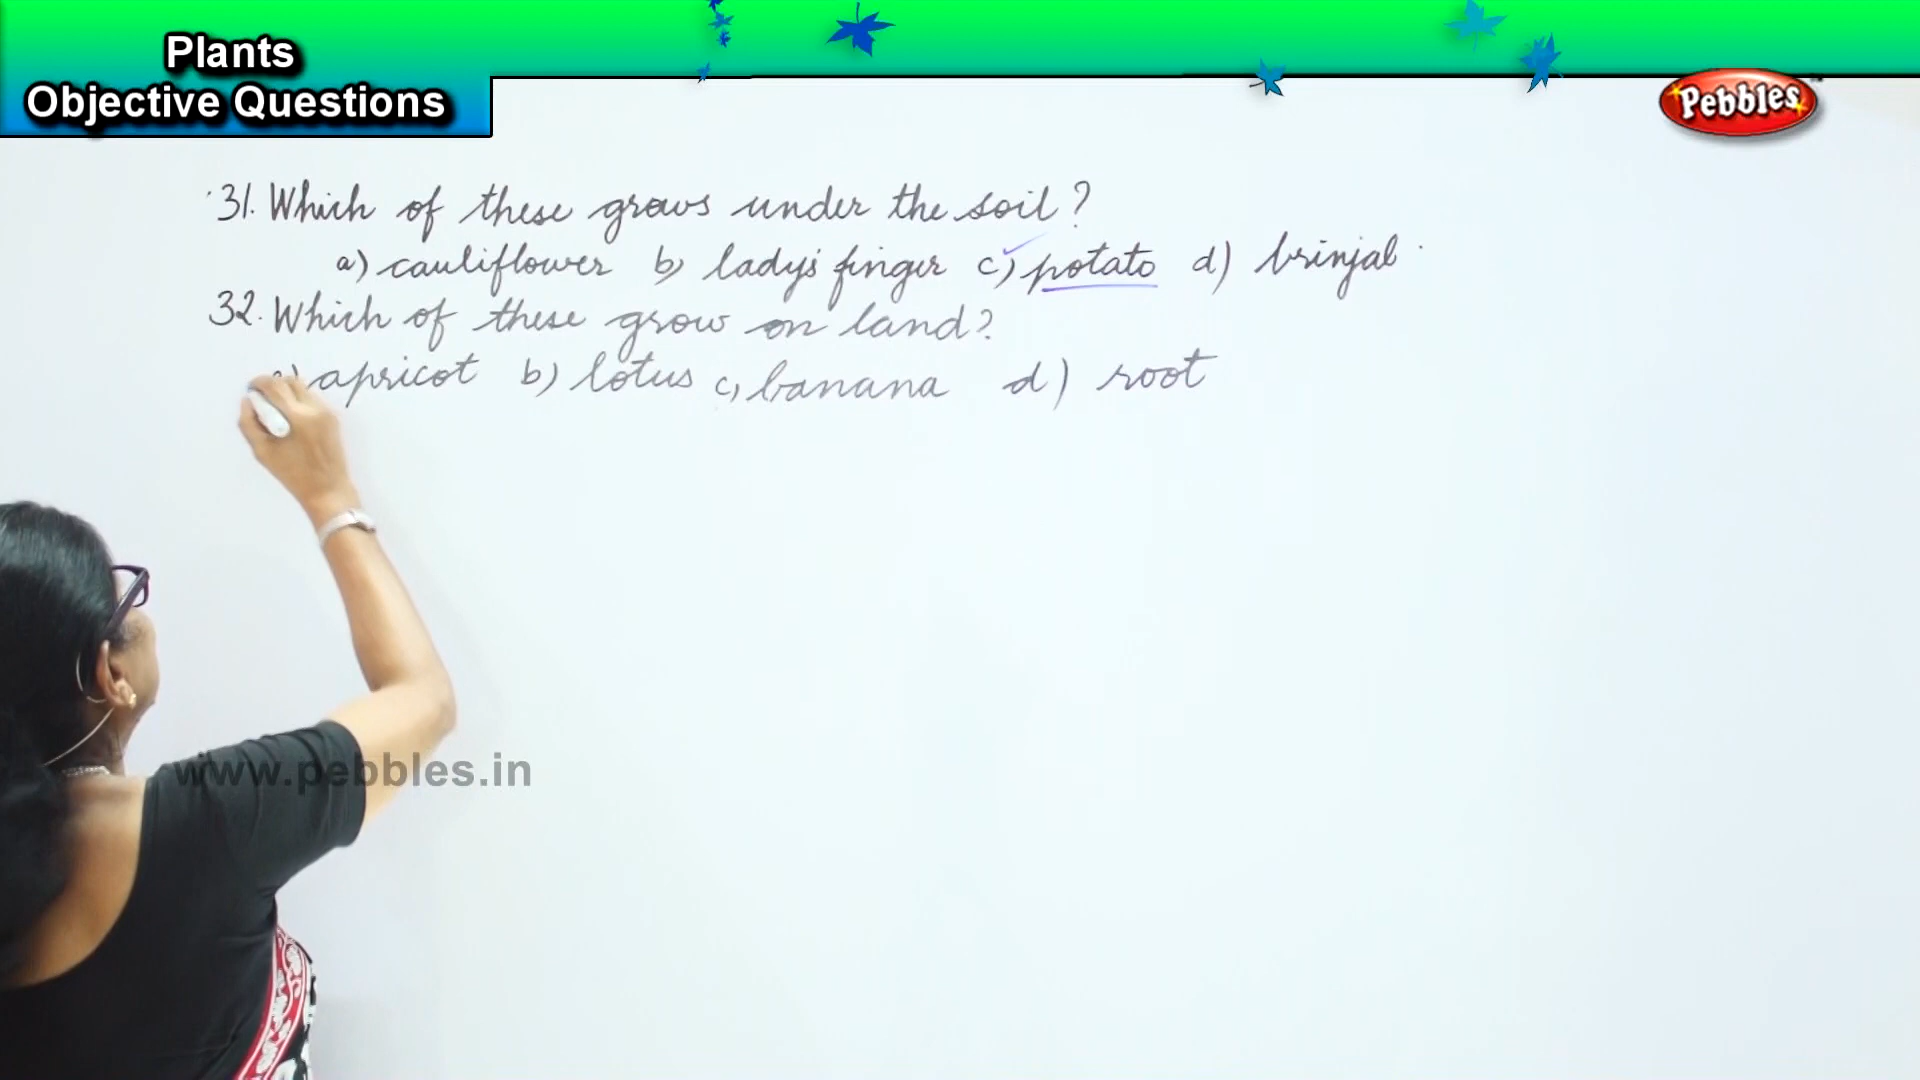 Plants
Objective Questions
Pebbles
31. Which of these grows under the soil?
a) cauliflower b) lady's finger c) potato d) brinjal
32. Which of these grow on land?
a) apricot b) lotus c) banana d) root
www.pebbles.in